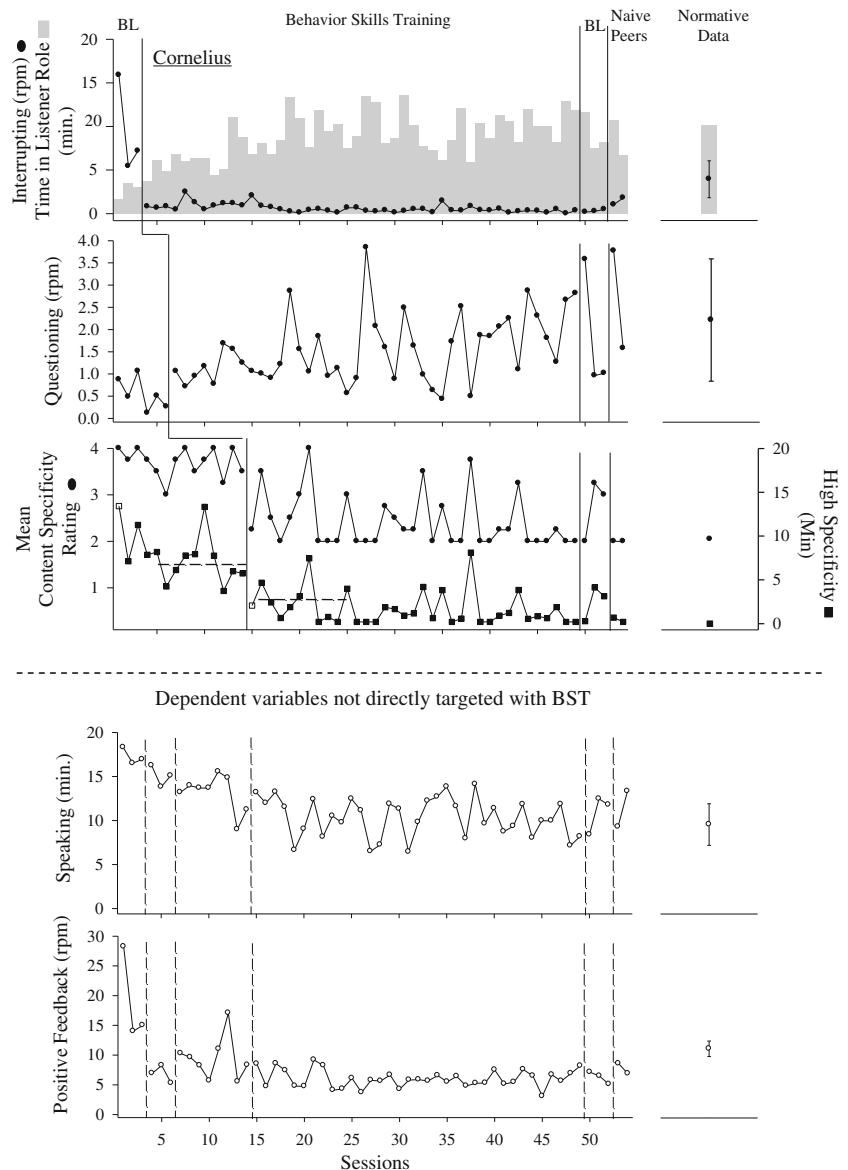 BL
Behavior Skills Training
BL
Naive
Peers
Normative
Data
Cornelius
Interrupting (rpm)
Time in Listener Role
(min.)
20
15
20
5
0
Questioning (rpm)
4.0
3.5
3.0
2.5
2.0
1.5
1.0
0.5
0.0
Mean
Content Specificity
Rating
4
3
2
1
20
15
10
5
0
High Specificity
(Min)
Dependent variables not directly targeted with BST
Speaking (min.)
20
15
10
5
0
Positive Feedback (rpm)
30
25
20
15
10
5
0
5 10 15 20 25 30 35 40 45 50
Sessions